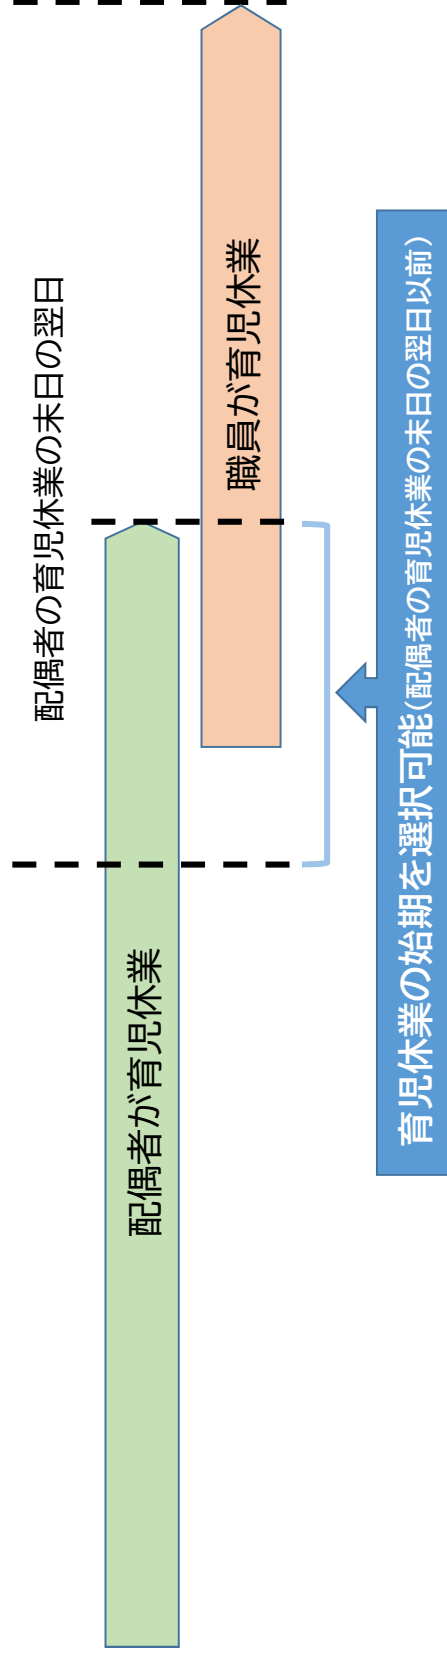 配偶者の育児休業の末日の翌日
配偶者が育児休業
職員が育児休業
育児休業の始期を選択可能(配偶者の育児休業の末日の翌日以前)